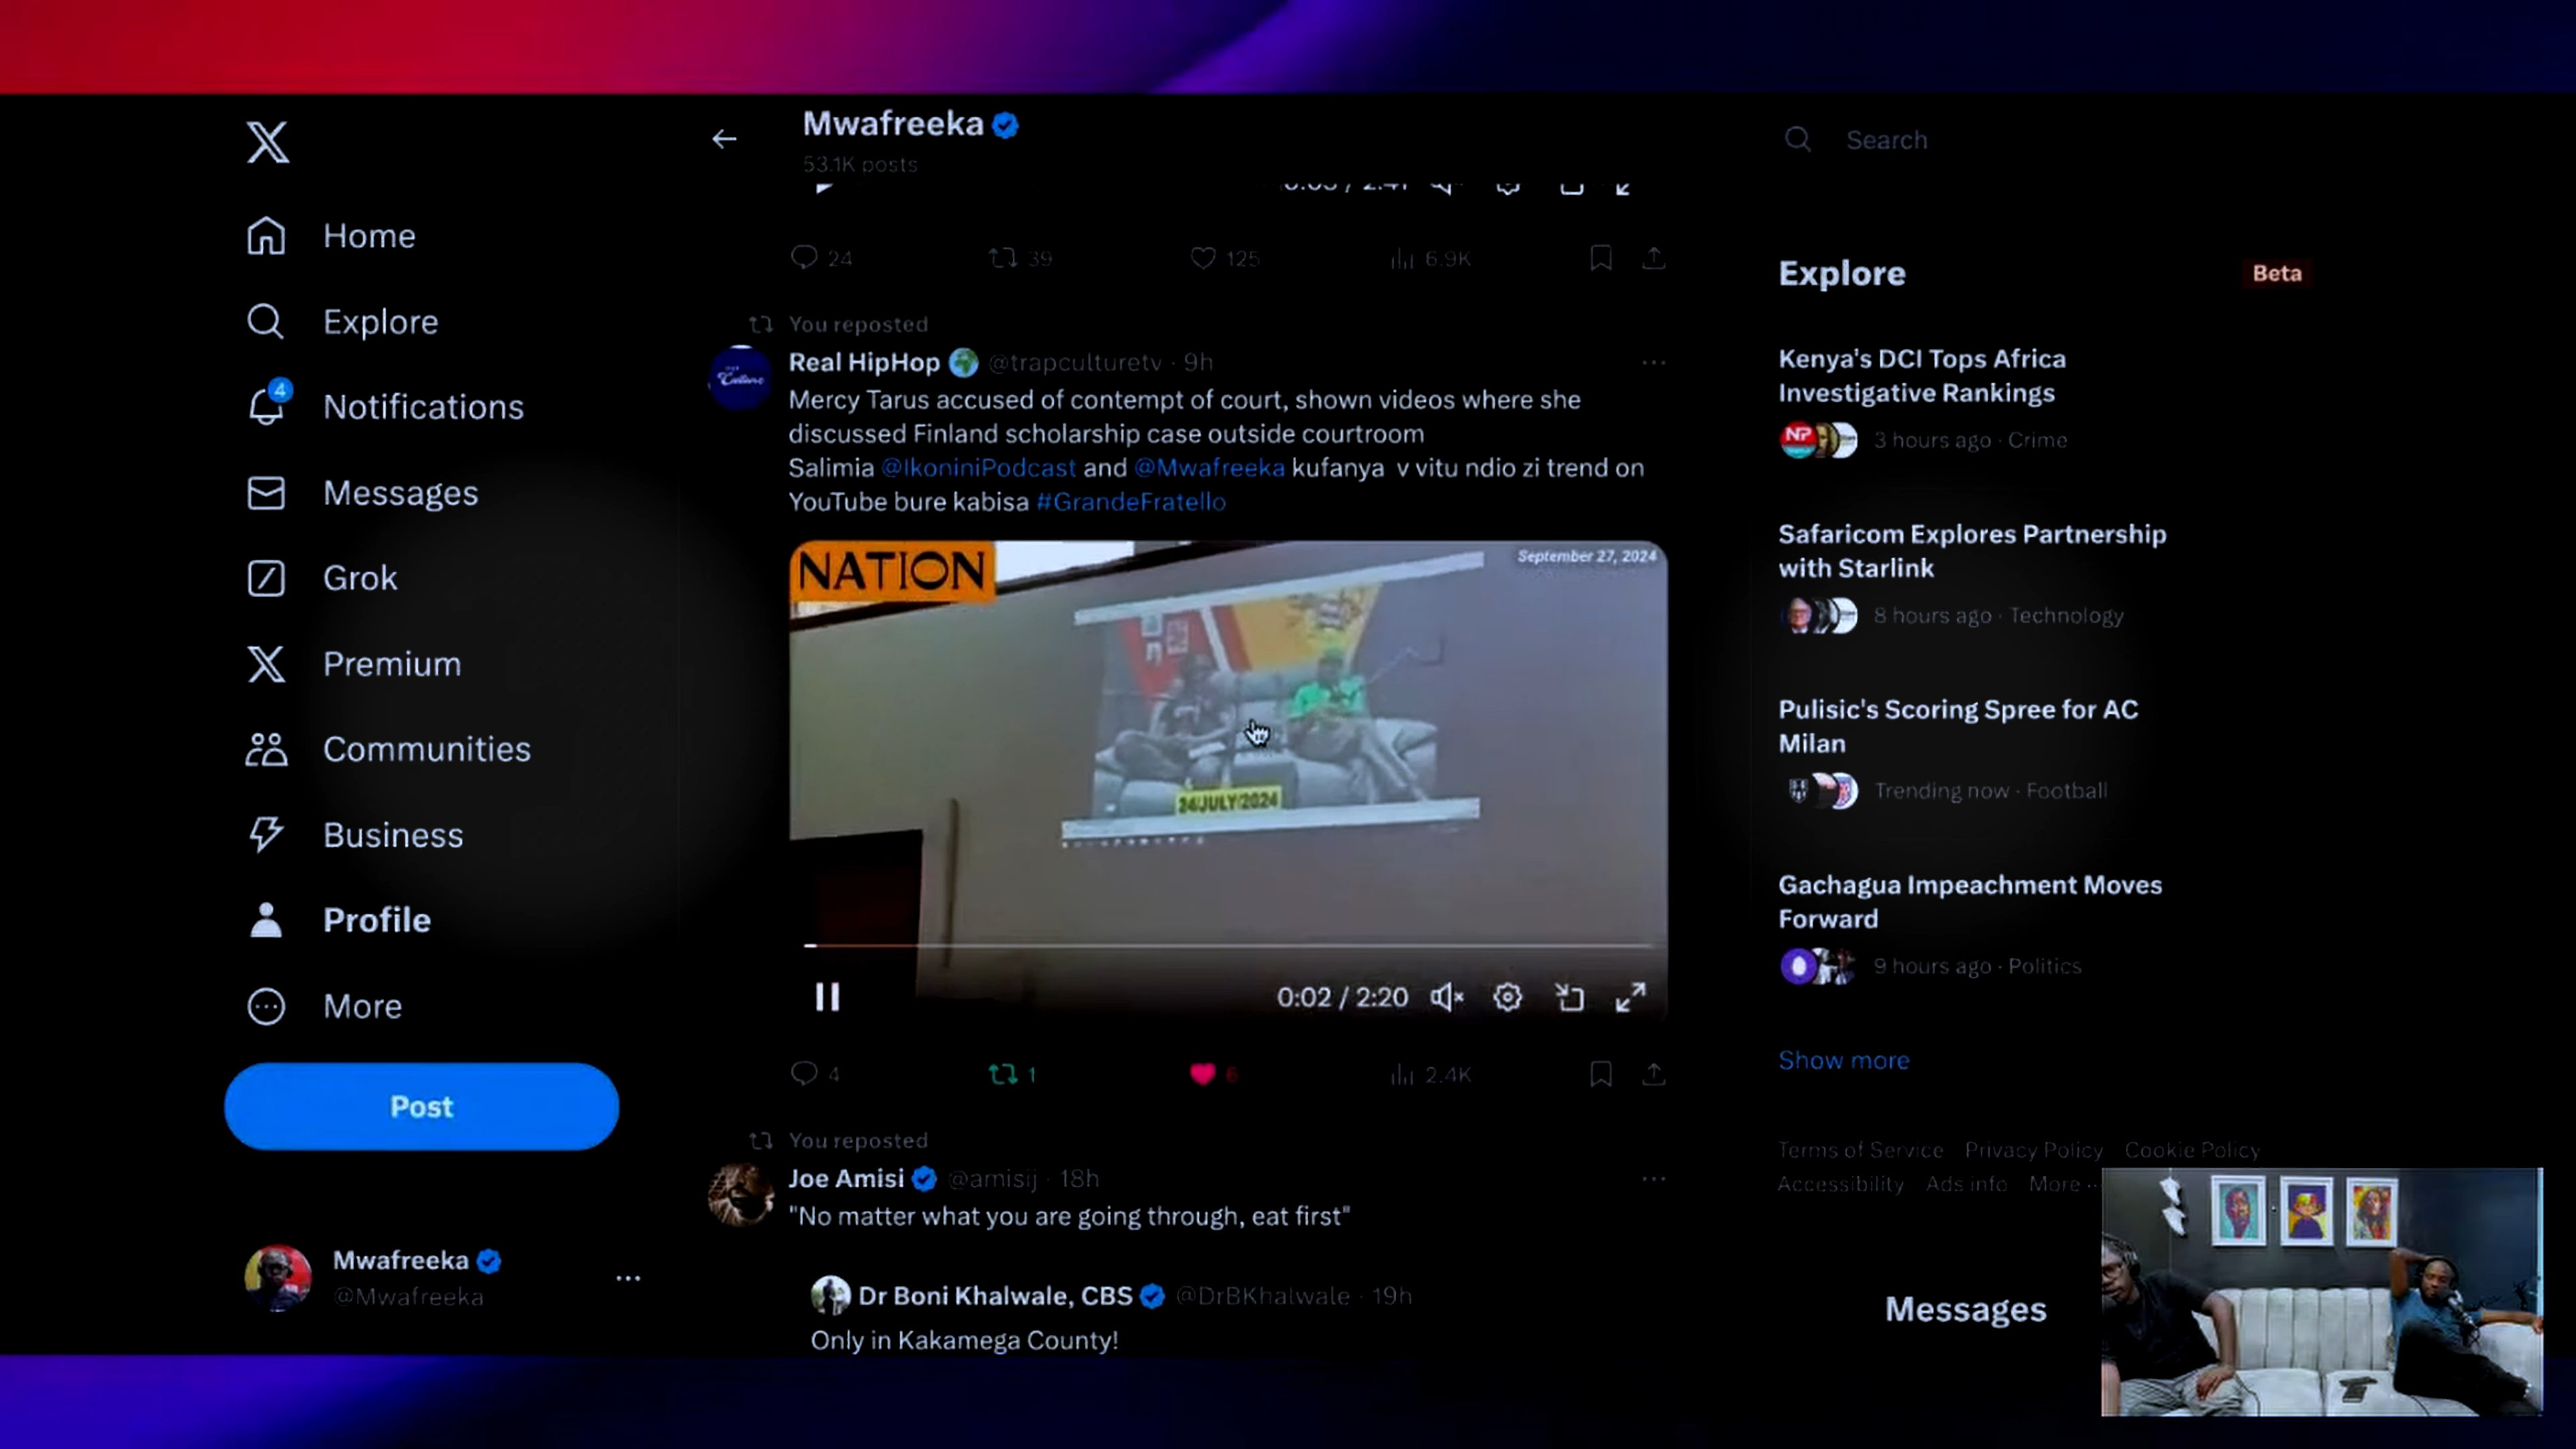 Home
Explore
4
Notifications
Messages
Grok
Premium
Communities
Business
Profile
More
Post
Mwafreeka
@Mwafreeka
Mwafreeka
53.1K posts
24
39
125
6.9K
You reposted
Real HipHop @trapculturetv · 9h
Mercy Tarus accused of contempt of court, shown videos where she
discussed Finland scholarship case outside courtroom
Salimia @IkoniniPodcast and @Mwafreeka kufanya v vitu ndio zi trend on
YouTube bure kabisa #GrandeFratello
NATION
September 27, 2024
24JULY/2024
0:02 / 2:20
4
1
6
2.4K
You reposted
Joe Amisi @amisij · 18h
"No matter what you are going through, eat first"
Dr Boni Khalwale, CBS @DrBKhalwale · 19h
Only in Kakamega County!
Search
Explore
Beta
Kenya's DCI Tops Africa
Investigative Rankings
NP
3 hours ago · Crime
Safaricom Explores Partnership
with Starlink
8 hours ago · Technology
Pulisic's Scoring Spree for AC
Milan
Trending now · Football
Gachagua Impeachment Moves
Forward
9 hours ago · Politics
Show more
Terms of Service Privacy Policy Cookie Policy
Accessibility Ads info More ··
Messages